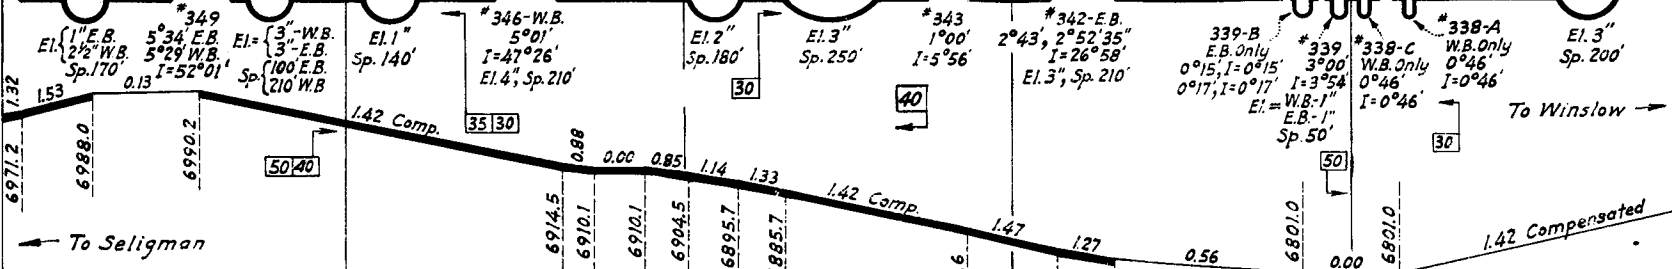 #349
5°34' E.B.
5°29' W.B.
I=52°01'
El. { 1" E.B.
2½" W.B.
Sp. 170'
El.= { 3"-W.B.
3"-E.B.
Sp. { 100' E.B.
210' W.B
El. 1"
Sp. 140'
#346-W.B.
5°01'
I=47°26'
El. 4", Sp. 210'
El. 2"
Sp. 180'
El. 3"
Sp. 250'
#343
1°00'
I=5°56'
#342-E.B.
2°43', 2°52'35"
I=26°58'
El. 3", Sp. 210'
339-B
E.B. Only
0°15', I=0°15'
0°17', I=0°17'
#339
3°00'
I=3°54'
El.= W.B.-1"
E.B.-1"
Sp. 50'
#338-C
W.B. Only
0°46'
I=0°46'
#338-A
W.B. Only
0°46'
I=0°46'
El. 3"
Sp. 200'
To Winslow
To Seligman
1.32
1.53
0.13
1.42 Comp.
0.88
0.00
0.85
1.14
1.33
1.42 Comp.
1.47
1.27
0.56
0.00
1.42 Compensated
50 40
35 30
30
40
50
30
6971.2
6988.0
6990.2
6914.5
6910.1
6910.1
6904.5
6895.7
885.7
6
6801.0
6801.0